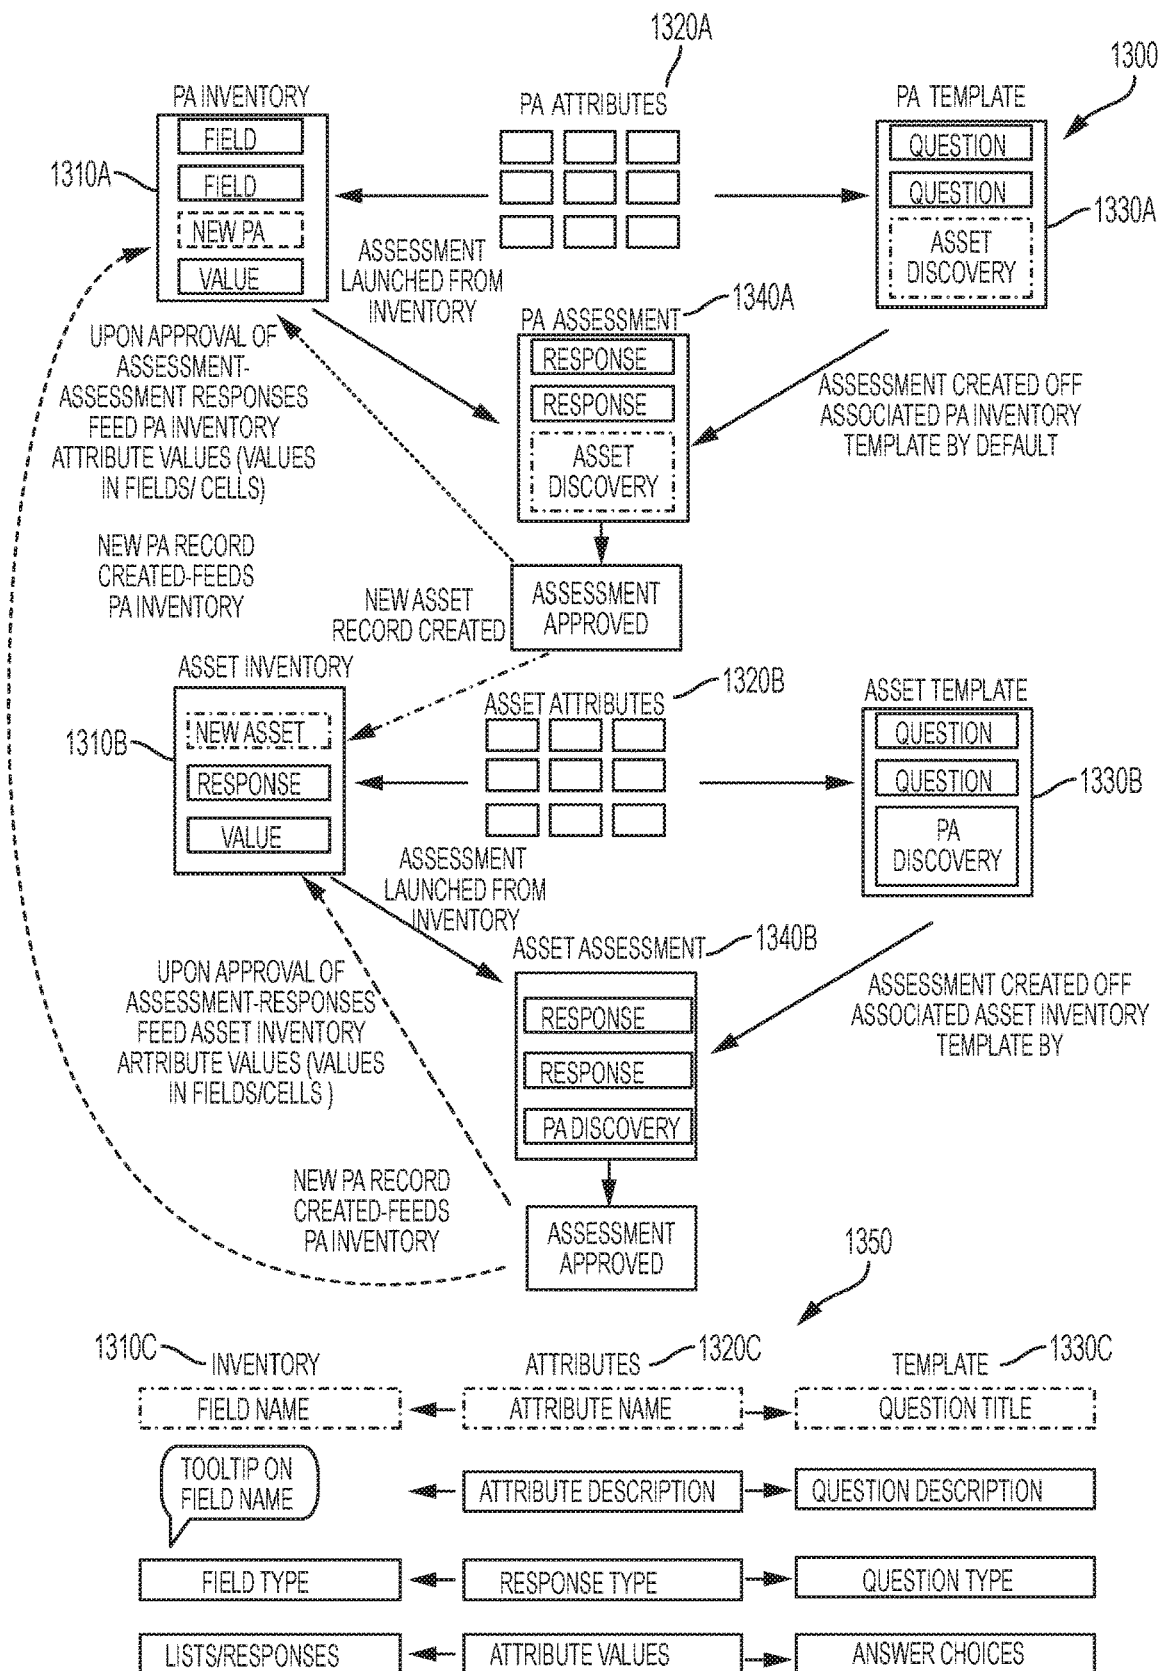 1320A
1300
PA INVENTORY
PA ATTRIBUTES
PA TEMPLATE
FIELD
QUESTION
1310A
FIELD
QUESTION
1330A
NEW PA
ASSET
DISCOVERY
VALUE
ASSESSMENT
LAUNCHED FROM
INVENTORY
1340A
PA ASSESSMENT
UPON APPROVAL OF
ASSESSMENT-
ASSESSMENT RESPONSES
FEED PA INVENTORY
ATTRIBUTE VALUES (VALUES
IN FIELDS/ CELLS)
RESPONSE
RESPONSE
ASSET
DISCOVERY
ASSESSMENT CREATED OFF
ASSOCIATED PA INVENTORY
TEMPLATE BY DEFAULT
NEW PA RECORD
CREATED-FEEDS
PA INVENTORY
NEW ASSET
RECORD CREATED
ASSESSMENT
APPROVED
ASSET INVENTORY
ASSET ATTRIBUTES
1320B
ASSET TEMPLATE
1310B
NEW ASSET
QUESTION
RESPONSE
QUESTION
1330B
VALUE
PA
DISCOVERY
ASSESSMENT
LAUNCHED FROM
INVENTORY
ASSET ASSESSMENT
1340B
UPON APPROVAL OF
ASSESSMENT-RESPONSES
FEED ASSET INVENTORY
ARTRIBUTE VALUES (VALUES
IN FIELDS/CELLS )
RESPONSE
RESPONSE
PA DISCOVERY
ASSESSMENT CREATED OFF
ASSOCIATED ASSET INVENTORY
TEMPLATE BY
NEW PA RECORD
CREATED-FEEDS
PA INVENTORY
ASSESSMENT
APPROVED
1350
1310C
INVENTORY
ATTRIBUTES
1320C
TEMPLATE
1330C
FIELD NAME
ATTRIBUTE NAME
QUESTION TITLE
TOOLTIP ON
FIELD NAME
ATTRIBUTE DESCRIPTION
QUESTION DESCRIPTION
FIELD TYPE
RESPONSE TYPE
QUESTION TYPE
LISTS/RESPONSES
ATTRIBUTE VALUES
ANSWER CHOICES